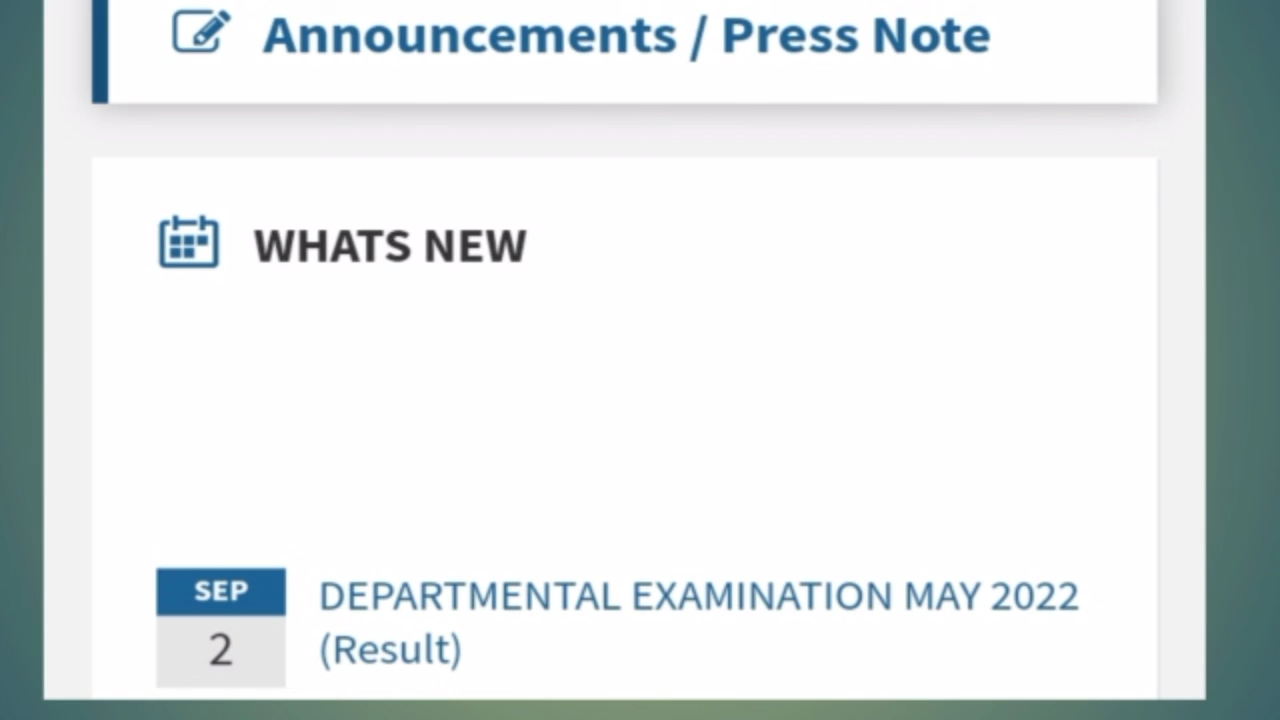 Announcements / Press Note
WHATS NEW
SEP
2
DEPARTMENTAL EXAMINATION MAY 2022
(Result)